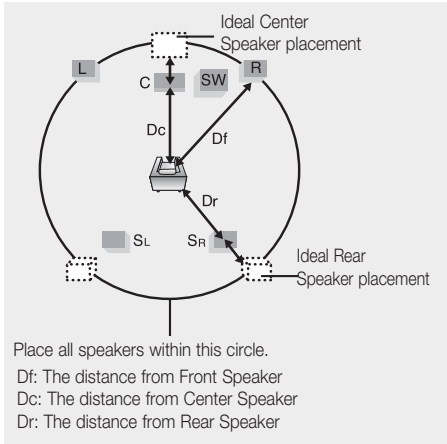 Ideal Center
Speaker placement
L
R
C
SW
Dc
Df
Dr
SL
SR
Ideal Rear
Speaker placement
Place all speakers within this circle.
Df: The distance from Front Speaker
Dc: The distance from Center Speaker
Dr: The distance from Rear Speaker